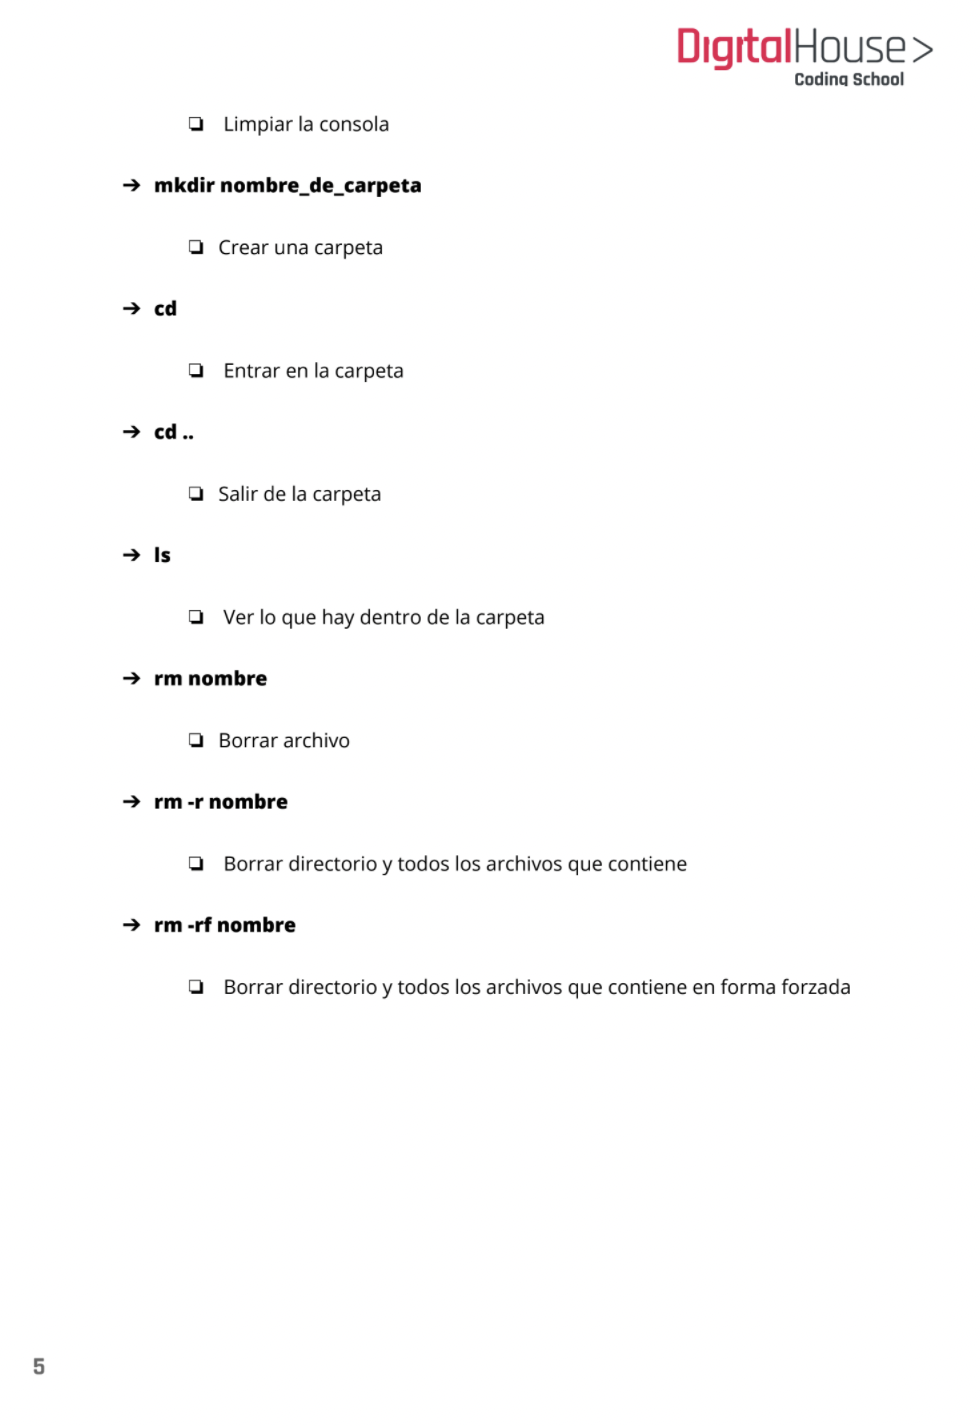 DigitalHouse>
Coding School
❏ Limpiar la consola
➔ mkdir nombre_de_carpeta
❏ Crear una carpeta
➔ cd
❏ Entrar en la carpeta
➔ cd ..
❏ Salir de la carpeta
➔ ls
❏ Ver lo que hay dentro de la carpeta
➔ rm nombre
❏ Borrar archivo
➔ rm -r nombre
❏ Borrar directorio y todos los archivos que contiene
➔ rm -rf nombre
❏ Borrar directorio y todos los archivos que contiene en forma forzada
5